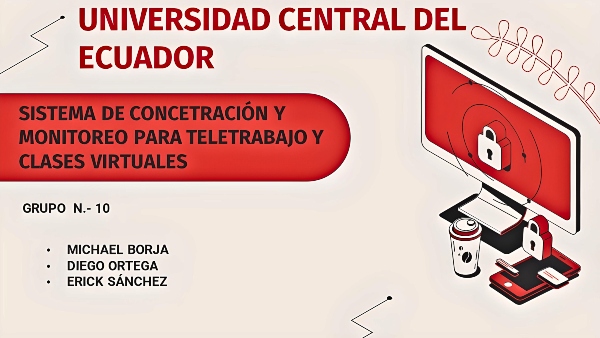 UNIVERSIDAD CENTRAL DEL
ECUADOR
SISTEMA DE CONCETRACIÓN Y
MONITOREO PARA TELETRABAJO Y
CLASES VIRTUALES
GRUPO N.- 10
• MICHAEL BORJA
• DIEGO ORTEGA
• ERICK SÁNCHEZ